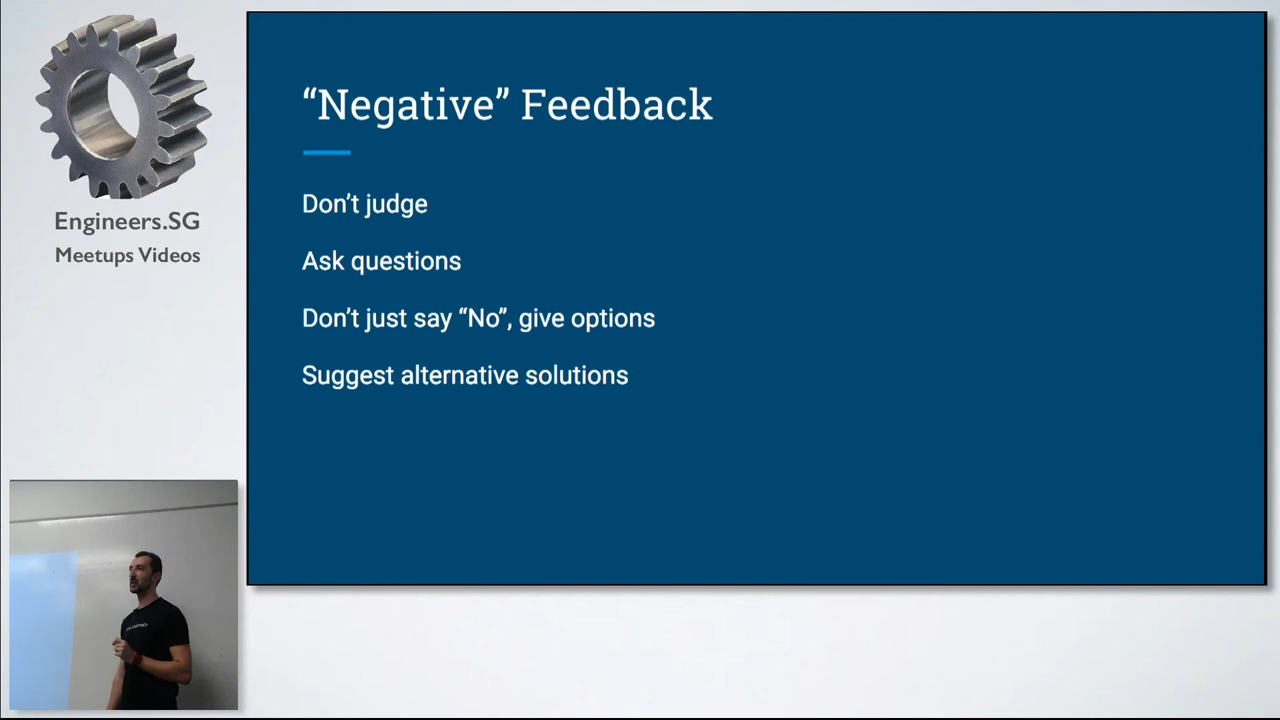 Engineers.SG
Meetups Videos
“Negative” Feedback
Don’t judge
Ask questions
Don’t just say “No”, give options
Suggest alternative solutions